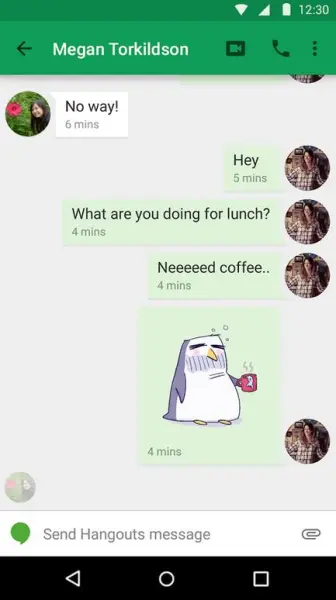 12:30
Megan Torkildson
No way!
6 mins
Hey
5 mins
What are you doing for lunch?
4 mins
Neeeeed coffee..
4 mins
4 mins
Send Hangouts message